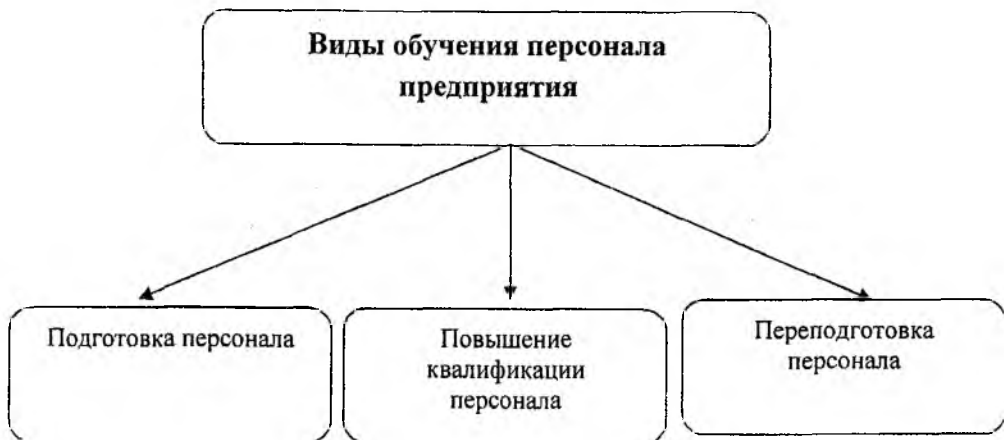 Виды обучения персонала
предприятия
Подготовка персонала
Повышение
квалификации
персонала
Переподготовка
персонала